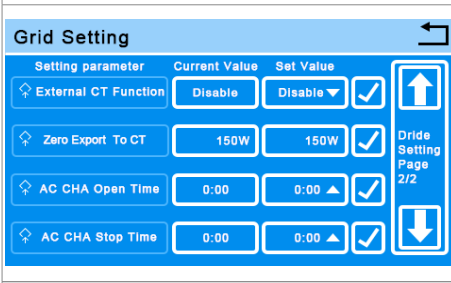 Grid Setting
Setting parameter Current Value Set Value
External CT Function Disable Disable
Zero Export To CT 150W 150W
AC CHA Open Time 0:00 0:00
AC CHA Stop Time 0:00 0:00
Dride
Setting
Page
2/2